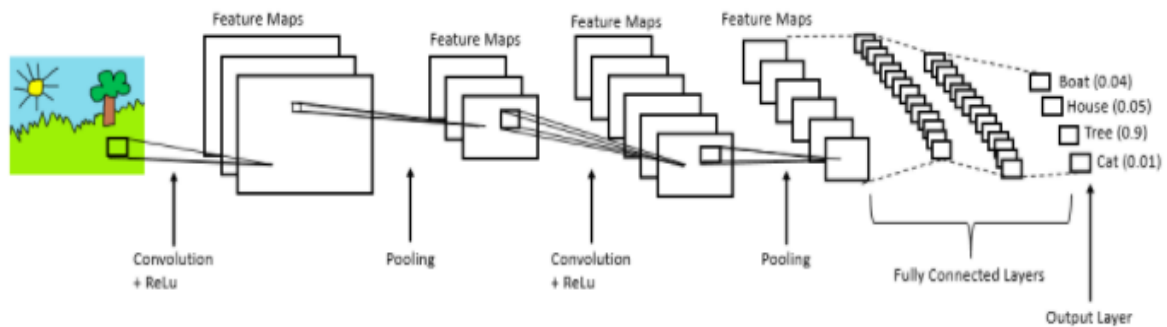 Feature Maps
Feature Maps
Feature Maps
Feature Maps
Boat (0.04)
House (0.05)
Tree (0.9)
Cat (0.01)
Convolution
+ ReLu
Pooling
Convolution
+ ReLu
Pooling
Fully Connected Layers
Output Layer